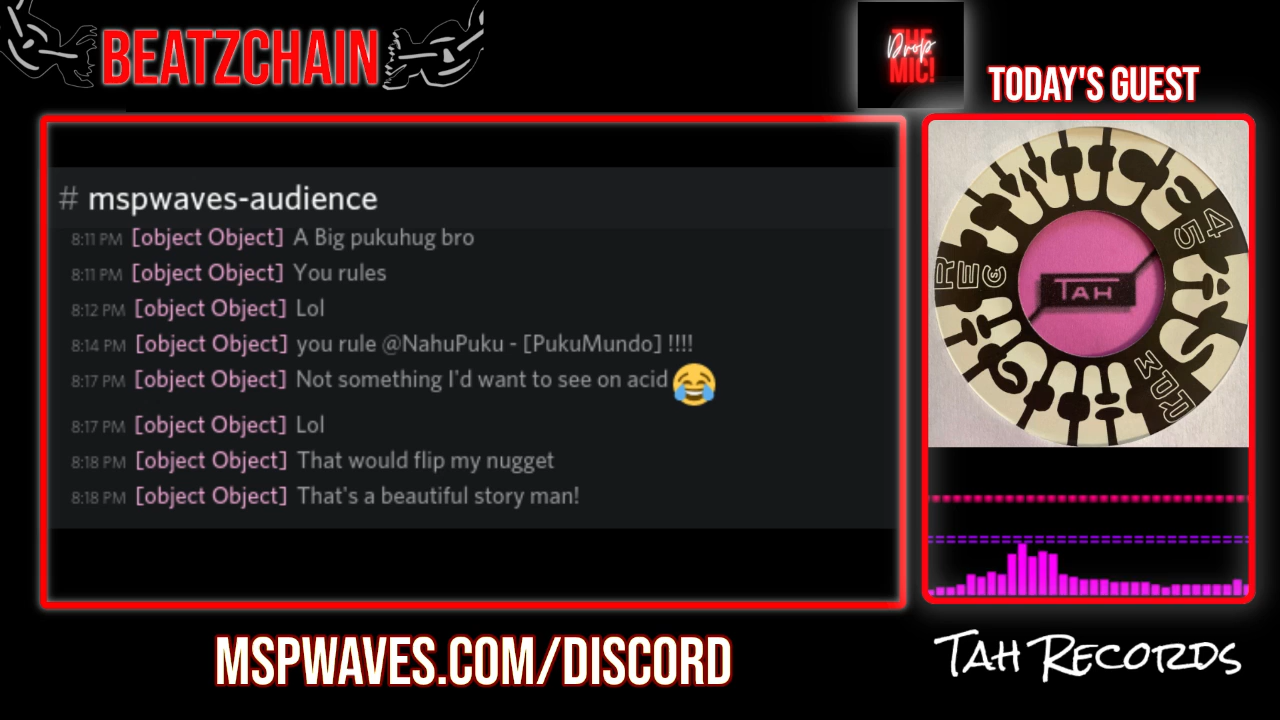 BEATZCHAIN
THE
Drop
MIC!
TODAY'S GUEST
# mspwaves-audience
8:11 PM [object Object] A Big pukuhug bro
8:11 PM [object Object] You rules
8:12 PM [object Object] Lol
8:14 PM [object Object] you rule @NahuPuku - [PukuMundo] !!!!
8:17 PM [object Object] Not something I'd want to see on acid😂
8:17 PM [object Object] Lol
8:18 PM [object Object] That would flip my nugget
8:18 PM [object Object] That's a beautiful story man!
45
TAH
MSPWAVES.COM/DISCORD
TAH RECORDS